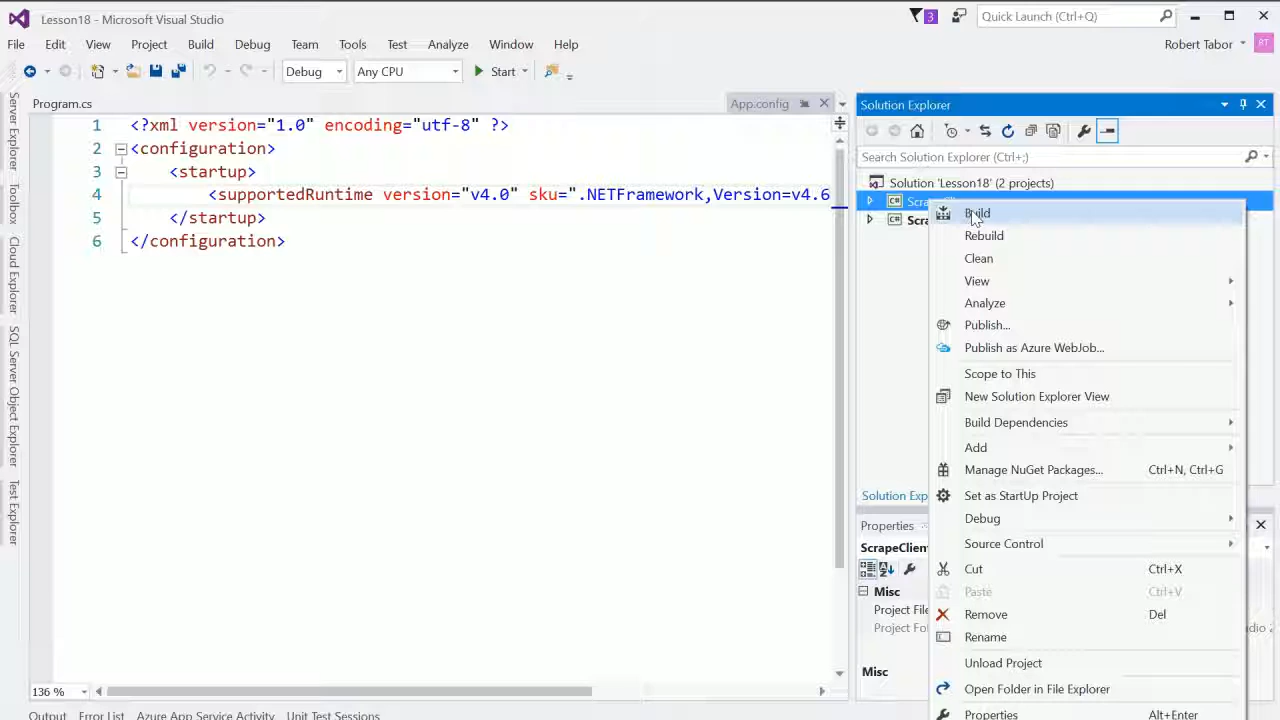 Lesson18 - Microsoft Visual Studio
3
Quick Launch (Ctrl+Q)
File Edit View Project Build Debug Team Tools Test Analyze Window Help
Robert Tabor RT
Debug Any CPU Start
Server Explorer
Toolbox
Cloud Explorer
SQL Server Object Explorer
Test Explorer
Program.cs App.config
1 <?xml version="1.0" encoding="utf-8" ?>
2 <configuration>
3 <startup>
4 <supportedRuntime version="v4.0" sku=".NETFramework,Version=v4.6
5 </startup>
6 </configuration>
136 %
Output Error List Azure App Service Activity Unit Test Sessions
Solution Explorer
Search Solution Explorer (Ctrl+;)
Solution 'Lesson18' (2 projects)
C#
C# Scra
Build
Rebuild
Clean
View
Analyze
Publish...
Publish as Azure WebJob...
Scope to This
New Solution Explorer View
Build Dependencies
Add
Manage NuGet Packages... Ctrl+N, Ctrl+G
Set as StartUp Project
Debug
Source Control
Cut Ctrl+X
Paste Ctrl+V
Remove Del
Rename
Unload Project
Open Folder in File Explorer
Properties Alt+Enter
Solution Exp
Properties
ScrapeClien
Misc
Project File
Project Fo
Misc